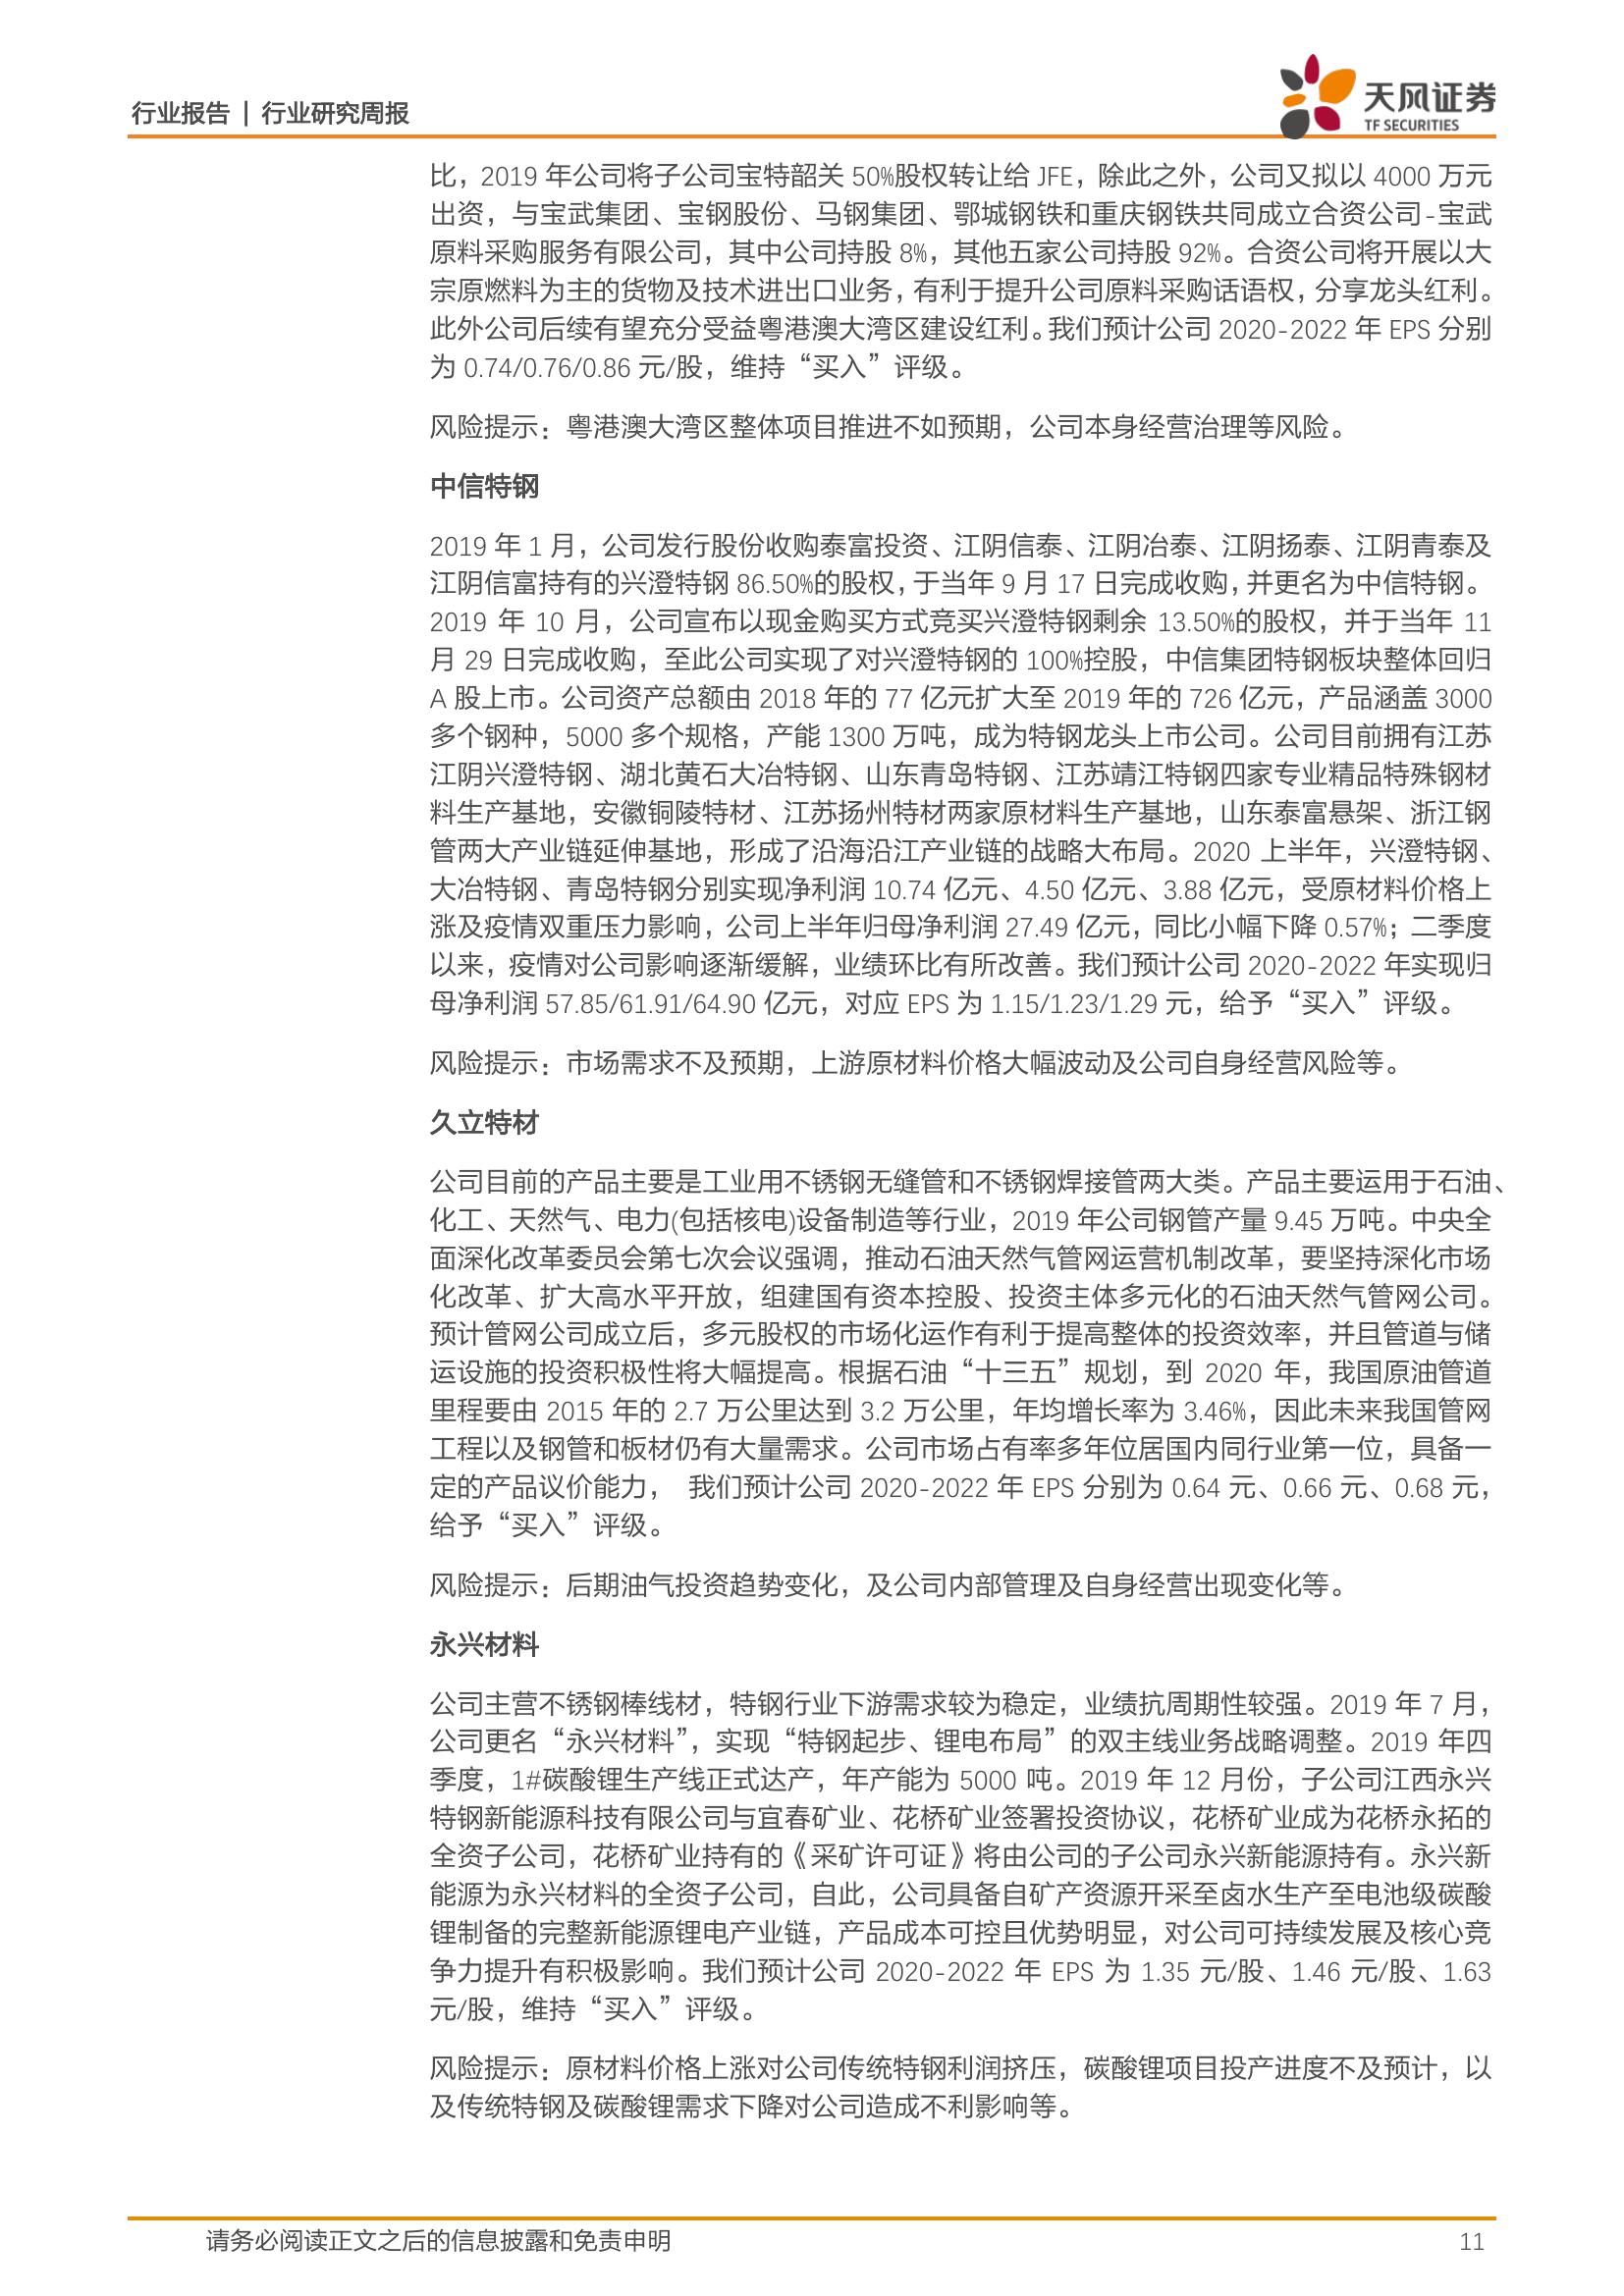 行业报告 | 行业研究周报
天风证券
TF SECURITIES
比，2019 年公司将子公司宝特韶关 50%股权转让给 JFE，除此之外，公司又拟以 4000 万元
出资，与宝武集团、宝钢股份、马钢集团、鄂城钢铁和重庆钢铁共同成立合资公司-宝武
原料采购服务有限公司，其中公司持股 8%，其他五家公司持股 92%。合资公司将开展以大
宗原燃料为主的货物及技术进出口业务，有利于提升公司原料采购话语权，分享龙头红利。
此外公司后续有望充分受益粤港澳大湾区建设红利。我们预计公司 2020-2022 年 EPS 分别
为 0.74/0.76/0.86 元/股，维持“买入”评级。
风险提示：粤港澳大湾区整体项目推进不如预期，公司本身经营治理等风险。
中信特钢
2019 年 1 月，公司发行股份收购泰富投资、江阴信泰、江阴冶泰、江阴扬泰、江阴青泰及
江阴信富持有的兴澄特钢 86.50%的股权，于当年 9 月 17 日完成收购，并更名为中信特钢。
2019 年 10 月，公司宣布以现金购买方式竞买兴澄特钢剩余 13.50%的股权，并于当年 11
月 29 日完成收购，至此公司实现了对兴澄特钢的 100%控股，中信集团特钢板块整体回归
A 股上市。公司资产总额由 2018 年的 77 亿元扩大至 2019 年的 726 亿元，产品涵盖 3000
多个钢种，5000 多个规格，产能 1300 万吨，成为特钢龙头上市公司。公司目前拥有江苏
江阴兴澄特钢、湖北黄石大冶特钢、山东青岛特钢、江苏靖江特钢四家专业精品特殊钢材
料生产基地，安徽铜陵特材、江苏扬州特材两家原材料生产基地，山东泰富悬架、浙江钢
管两大产业链延伸基地，形成了沿海沿江产业链的战略大布局。2020 上半年，兴澄特钢、
大冶特钢、青岛特钢分别实现净利润 10.74 亿元、4.50 亿元、3.88 亿元，受原材料价格上
涨及疫情双重压力影响，公司上半年归母净利润 27.49 亿元，同比小幅下降 0.57%；二季度
以来，疫情对公司影响逐渐缓解，业绩环比有所改善。我们预计公司 2020-2022 年实现归
母净利润 57.85/61.91/64.90 亿元，对应 EPS 为 1.15/1.23/1.29 元，给予“买入”评级。
风险提示：市场需求不及预期，上游原材料价格大幅波动及公司自身经营风险等。
久立特材
公司目前的产品主要是工业用不锈钢无缝管和不锈钢焊接管两大类。产品主要运用于石油、
化工、天然气、电力(包括核电)设备制造等行业，2019 年公司钢管产量 9.45 万吨。中央全
面深化改革委员会第七次会议强调，推动石油天然气管网运营机制改革，要坚持深化市场
化改革、扩大高水平开放，组建国有资本控股、投资主体多元化的石油天然气管网公司。
预计管网公司成立后，多元股权的市场化运作有利于提高整体的投资效率，并且管道与储
运设施的投资积极性将大幅提高。根据石油“十三五”规划，到 2020 年，我国原油管道
里程要由 2015 年的 2.7 万公里达到 3.2 万公里，年均增长率为 3.46%，因此未来我国管网
工程以及钢管和板材仍有大量需求。公司市场占有率多年位居国内同行业第一位，具备一
定的产品议价能力， 我们预计公司 2020-2022 年 EPS 分别为 0.64 元、0.66 元、0.68 元，
给予“买入”评级。
风险提示：后期油气投资趋势变化，及公司内部管理及自身经营出现变化等。
永兴材料
公司主营不锈钢棒线材，特钢行业下游需求较为稳定，业绩抗周期性较强。2019 年 7 月，
公司更名“永兴材料”，实现“特钢起步、锂电布局”的双主线业务战略调整。2019 年四
季度，1#碳酸锂生产线正式达产，年产能为 5000 吨。2019 年 12 月份，子公司江西永兴
特钢新能源科技有限公司与宜春矿业、花桥矿业签署投资协议，花桥矿业成为花桥永拓的
全资子公司，花桥矿业持有的《采矿许可证》将由公司的子公司永兴新能源持有。永兴新
能源为永兴材料的全资子公司，自此，公司具备自矿产资源开采至卤水生产至电池级碳酸
锂制备的完整新能源锂电产业链，产品成本可控且优势明显，对公司可持续发展及核心竞
争力提升有积极影响。我们预计公司 2020-2022 年 EPS 为 1.35 元/股、1.46 元/股、1.63
元/股，维持“买入”评级。
风险提示：原材料价格上涨对公司传统特钢利润挤压，碳酸锂项目投产进度不及预计，以
及传统特钢及碳酸锂需求下降对公司造成不利影响等。
请务必阅读正文之后的信息披露和免责申明
11